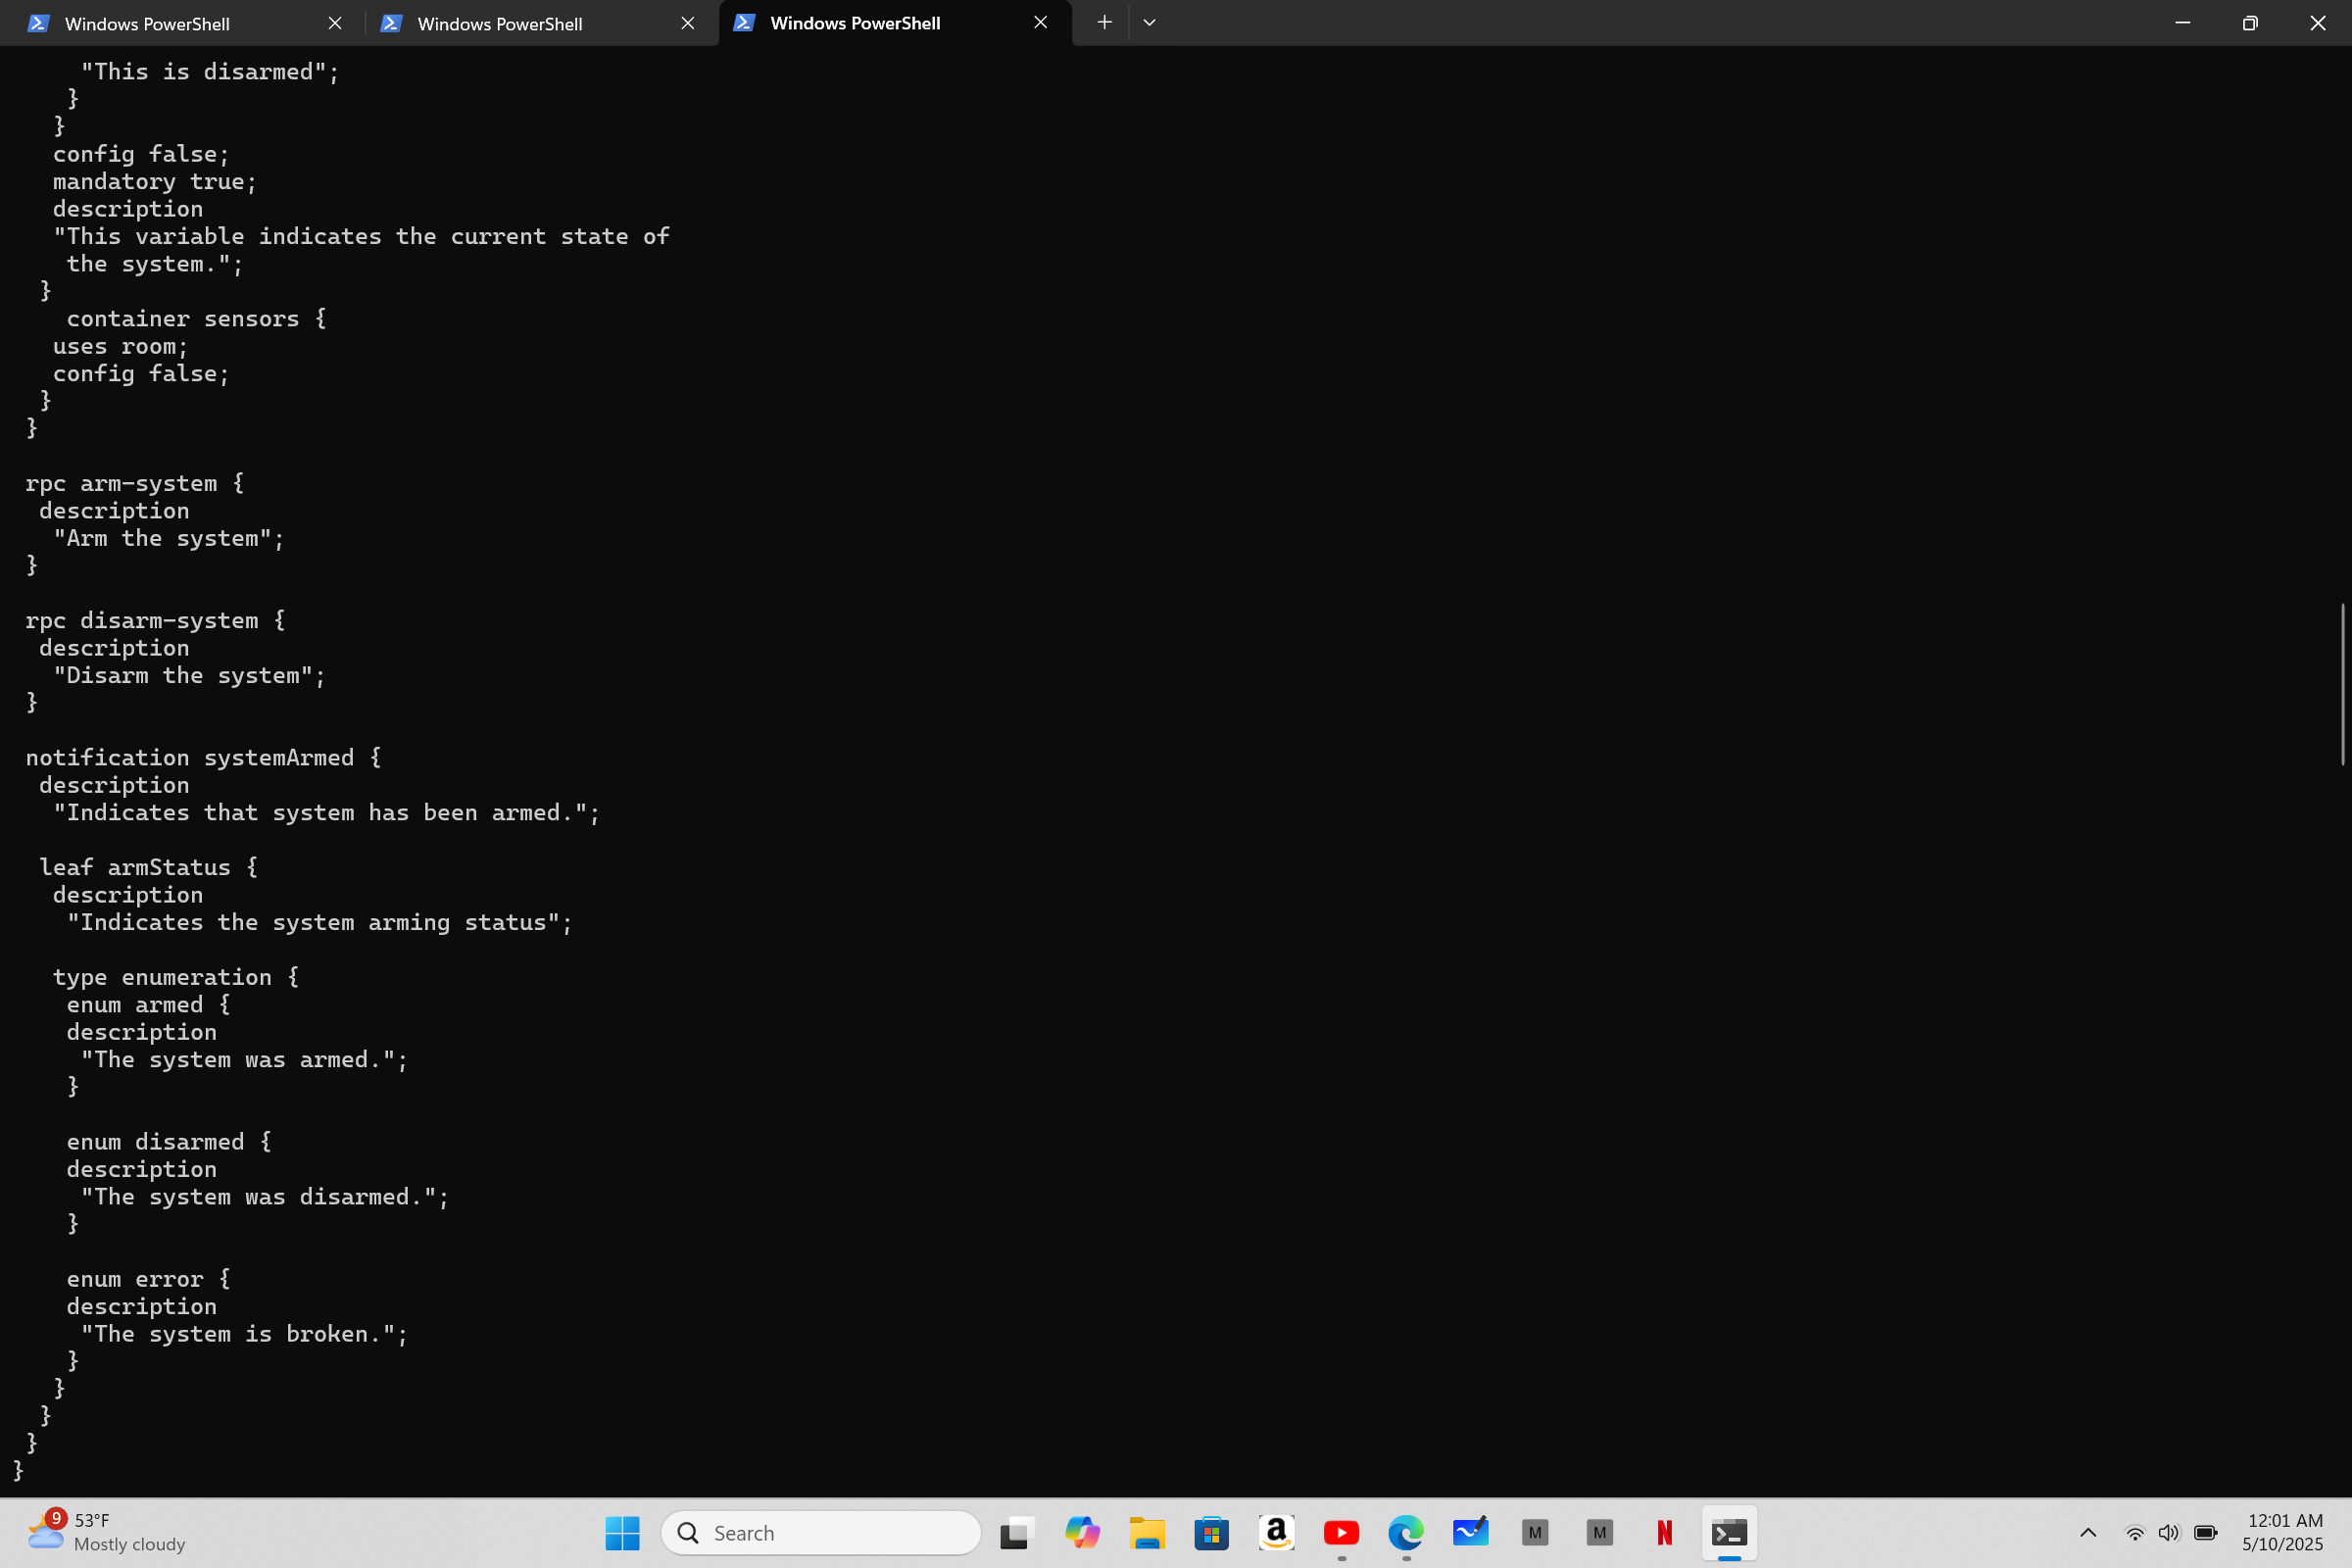 Windows PowerShell
Windows PowerShell
Windows PowerShell
"This is disarmed";
}
}
config false;
mandatory true;
description
"This variable indicates the current state of
the system.";
}
container sensors {
uses room;
config false;
}
}
rpc arm-system {
description
"Arm the system";
}
rpc disarm-system {
description
"Disarm the system";
}
notification systemArmed {
description
"Indicates that system has been armed.";
leaf armStatus {
description
"Indicates the system arming status";
type enumeration {
enum armed {
description
"The system was armed.";
}
enum disarmed {
description
"The system was disarmed.";
}
enum error {
description
"The system is broken.";
}
}
}
}
}
9
53°F
Mostly cloudy
Search
a
M
M
N
12:01 AM
5/10/2025